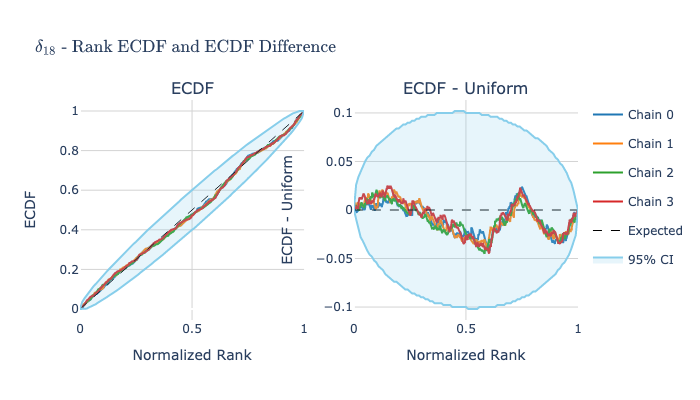 δ18 - Rank ECDF and ECDF Difference
ECDF
ECDF - Uniform
ECDF
1
0.8
0.6
0.4
0.2
0
0
0.5
1
Normalized Rank
ECDF - Uniform
0.1
0.05
0
−0.05
−0.1
0
0.5
1
Normalized Rank
Chain 0
Chain 1
Chain 2
Chain 3
Expected
95% CI